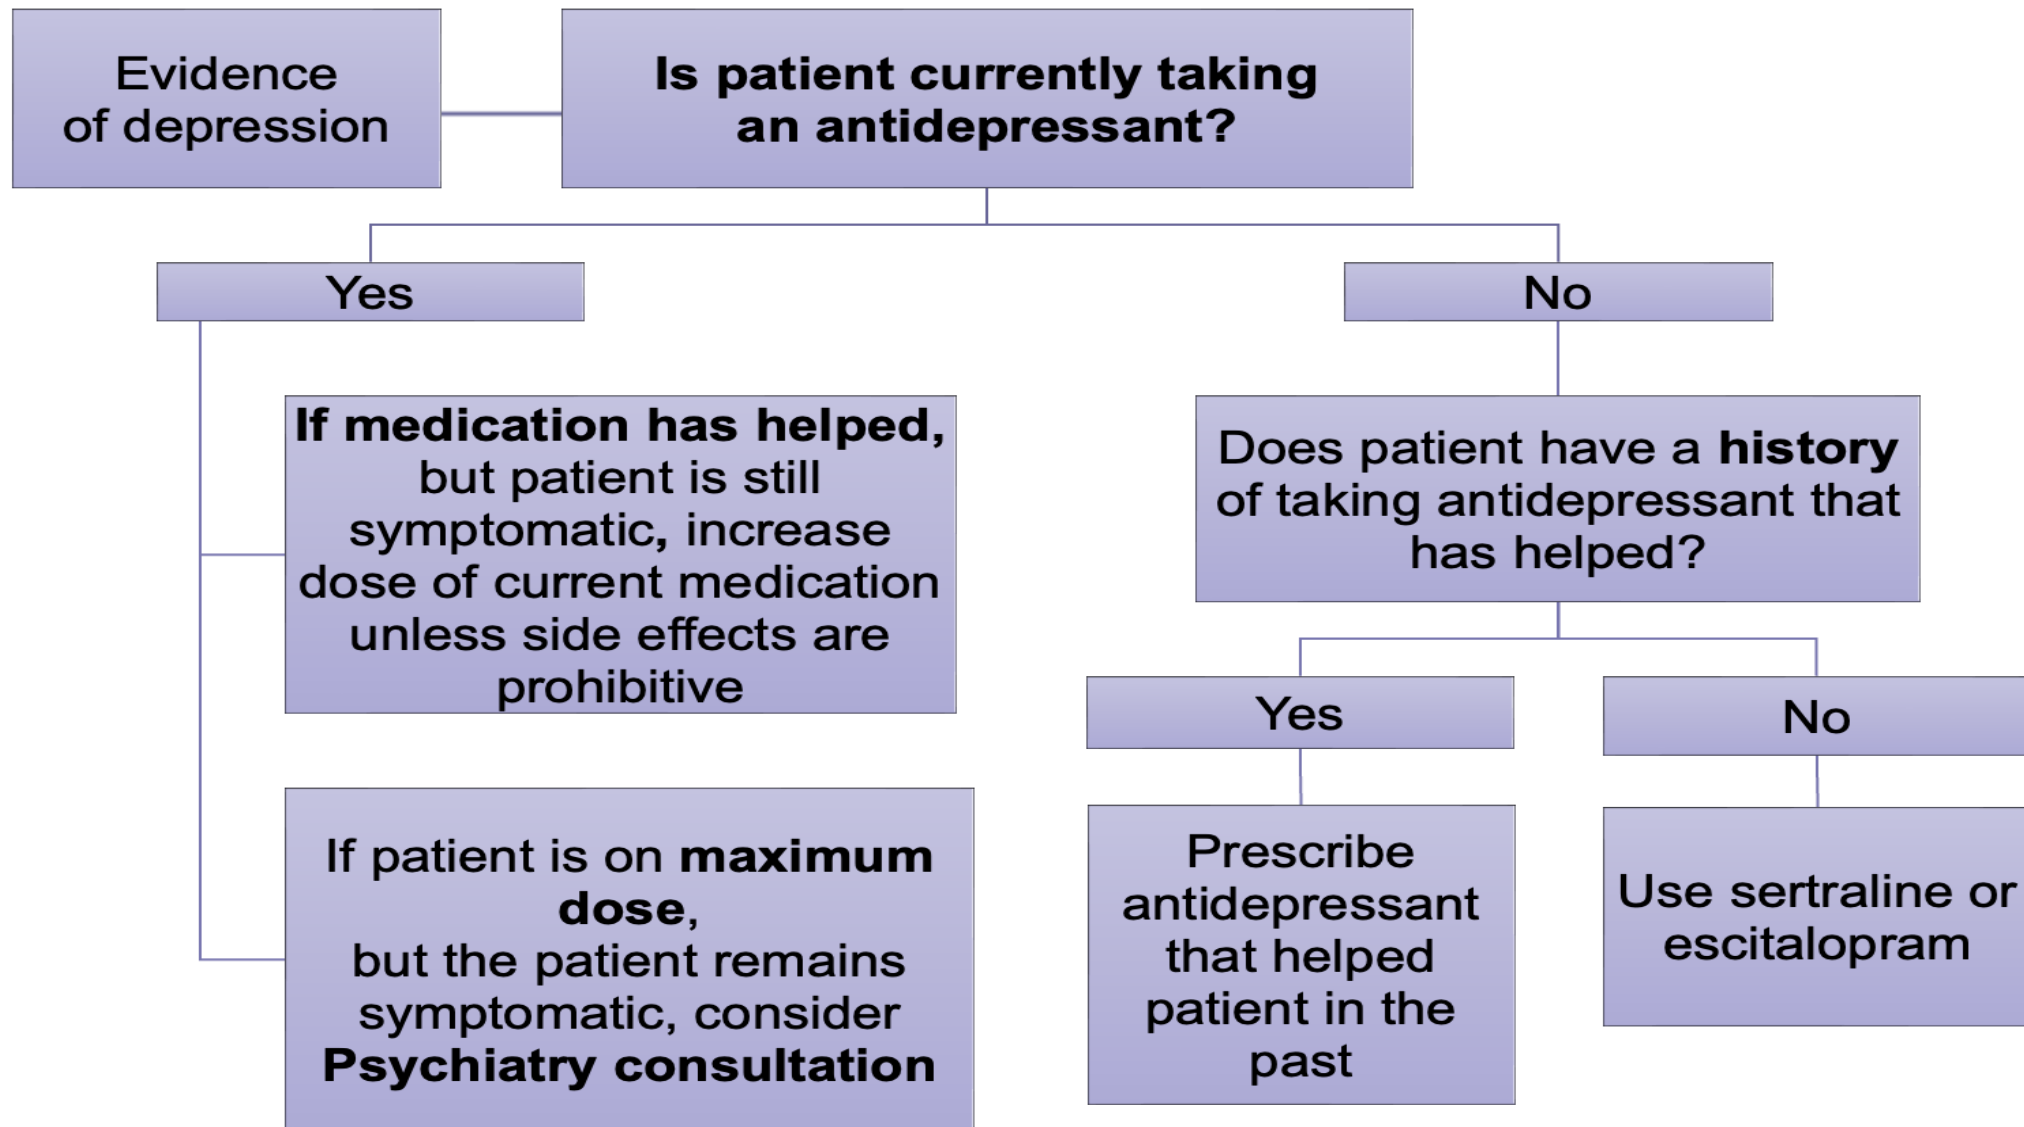 Evidence
of depression
Is patient currently taking
an antidepressant?
Yes
No
If medication has helped,
but patient is still
symptomatic, increase
dose of current medication
unless side effects are
prohibitive
Does patient have a history
of taking antidepressant that
has helped?
Yes
No
If patient is on maximum
dose,
but the patient remains
symptomatic, consider
Psychiatry consultation
Prescribe
antidepressant
that helped
patient in the
past
Use sertraline or
escitalopram